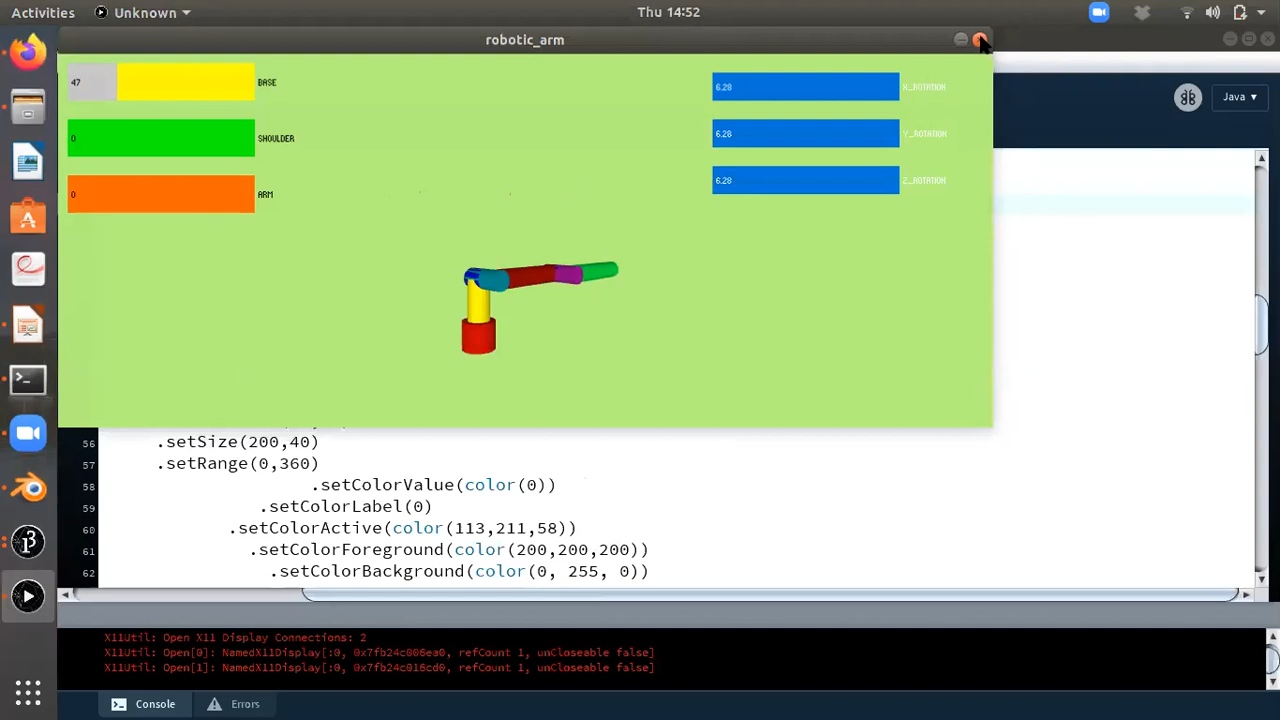 Activities
Unknown
Thu 14:52
robotic_arm
47
BASE
0
SHOULDER
0
ARM
6.28
X_ROTATION
6.28
Y_ROTATION
6.28
Z_ROTATION
Java
56 .setSize(200,40)
57 .setRange(0,360)
58 .setColorValue(color(0))
59 .setColorLabel(0)
60 .setColorActive(color(113,211,58))
61 .setColorForeground(color(200,200,200))
62 .setColorBackground(color(0, 255, 0))
X11Util: Open X11 Display Connections: 2
X11Util: Open[0]: NamedX11Display[:0, 0x7fb24c006ea0, refCount 1, unCloseable false]
X11Util: Open[1]: NamedX11Display[:0, 0x7fb24c016cd0, refCount 1, unCloseable false]
Console
Errors